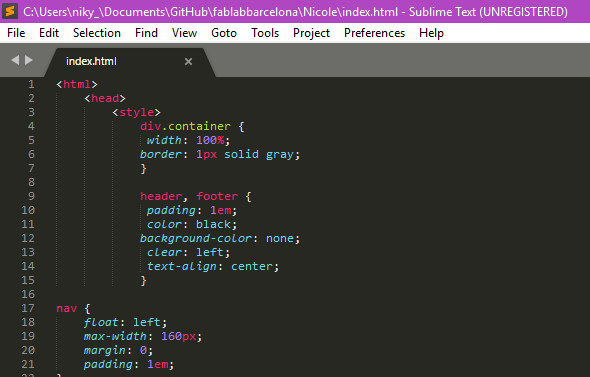 C:\Users\niky_\Documents\GitHub\fablabbarcelona\Nicole\index.html - Sublime Text (UNREGISTERED)
File Edit Selection Find View Goto Tools Project Preferences Help
index.html ×
1 <html>
2 <head>
3 <style>
4 div.container {
5 width: 100%;
6 border: 1px solid gray;
7 }
8
9 header, footer {
10 padding: 1em;
11 color: black;
12 background-color: none;
13 clear: left;
14 text-align: center;
15 }
16
17 nav {
18 float: left;
19 max-width: 160px;
20 margin: 0;
21 padding: 1em;